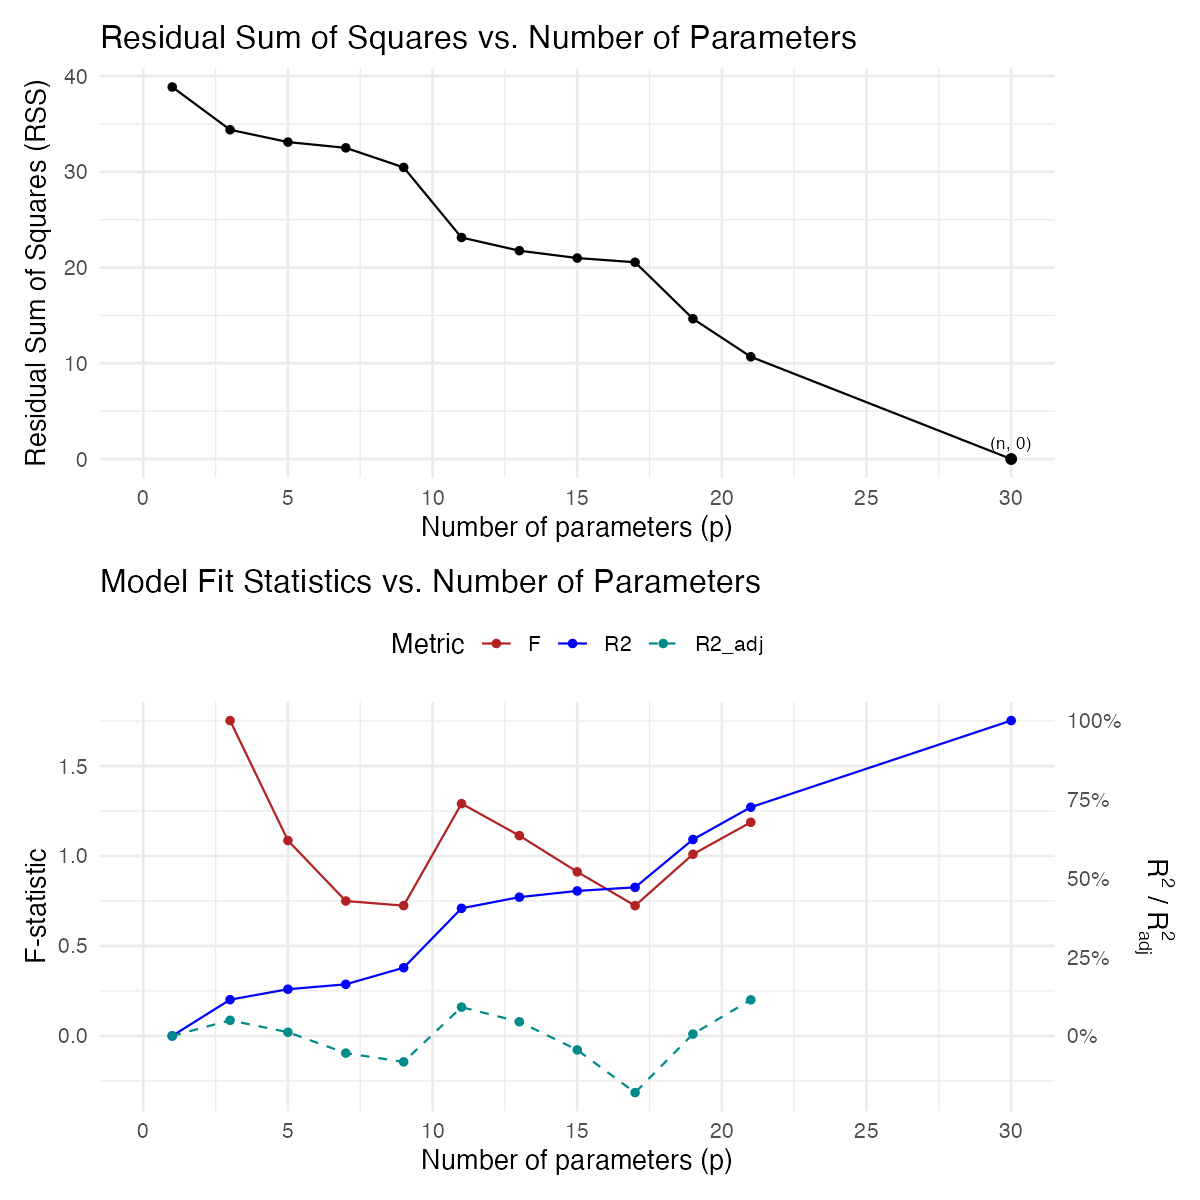 Residual Sum of Squares vs. Number of Parameters
Residual Sum of Squares (RSS)
40
30
20
10
0
(n, 0)
0 5 10 15 20 25 30
Number of parameters (p)
Model Fit Statistics vs. Number of Parameters
Metric F R2 R2_adj
F-statistic
1.5
1.0
0.5
0.0
100%
75%
50%
25%
0%
R² / R²adj
0 5 10 15 20 25 30
Number of parameters (p)